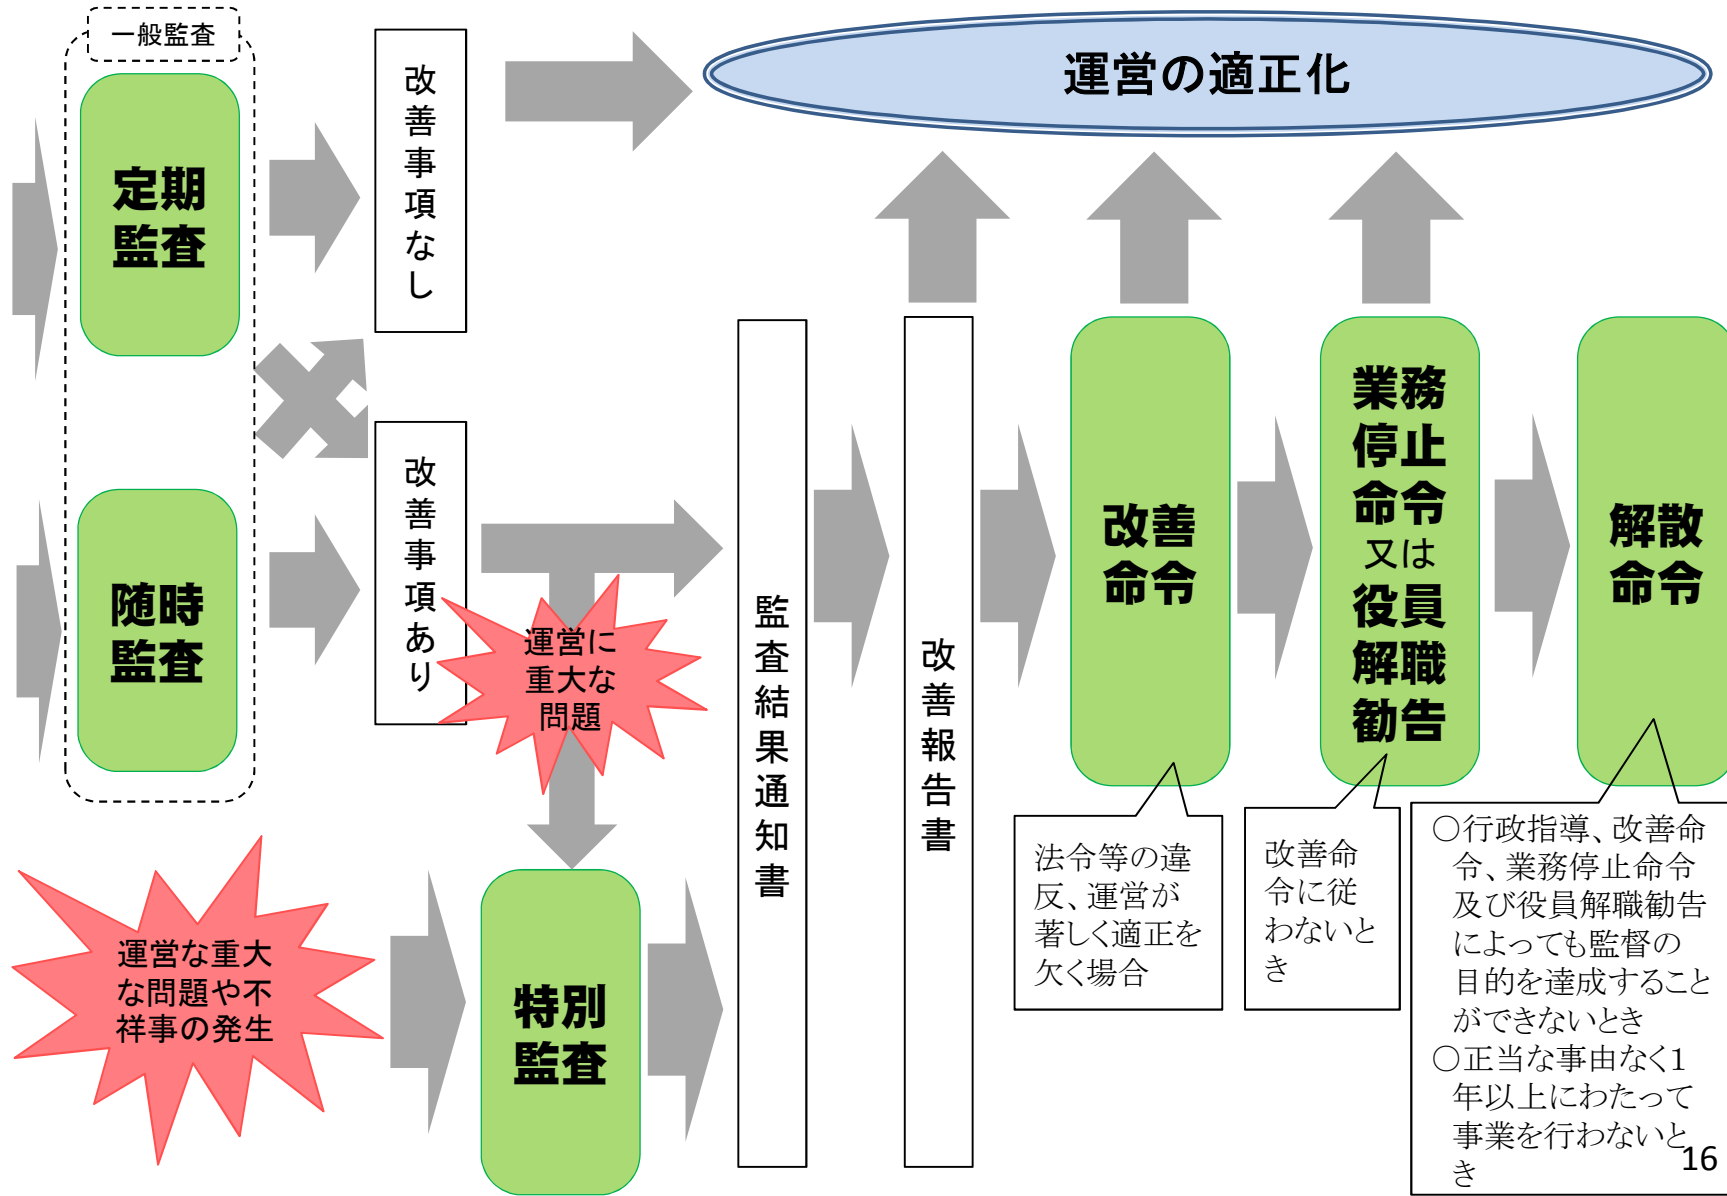 一般監査
定期
監査
随時
監査
改善事項なし
改善事項あり
運営の適正化
運営に
重大な
問題
運営な重大
な問題や不
祥事の発生
特別
監査
監査結果通知書
改善報告書
改善
命令
業務
停止
命令
又は
役員
解職
勧告
解散
命令
法令等の違
反、運営が
著しく適正を
欠く場合
改善命
令に従
わないと
き
○行政指導、改善命
令、業務停止命令
及び役員解職勧告
によっても監督の
目的を達成すること
ができないとき
○正当な事由なく1
年以上にわたって
事業を行わないと
き
16